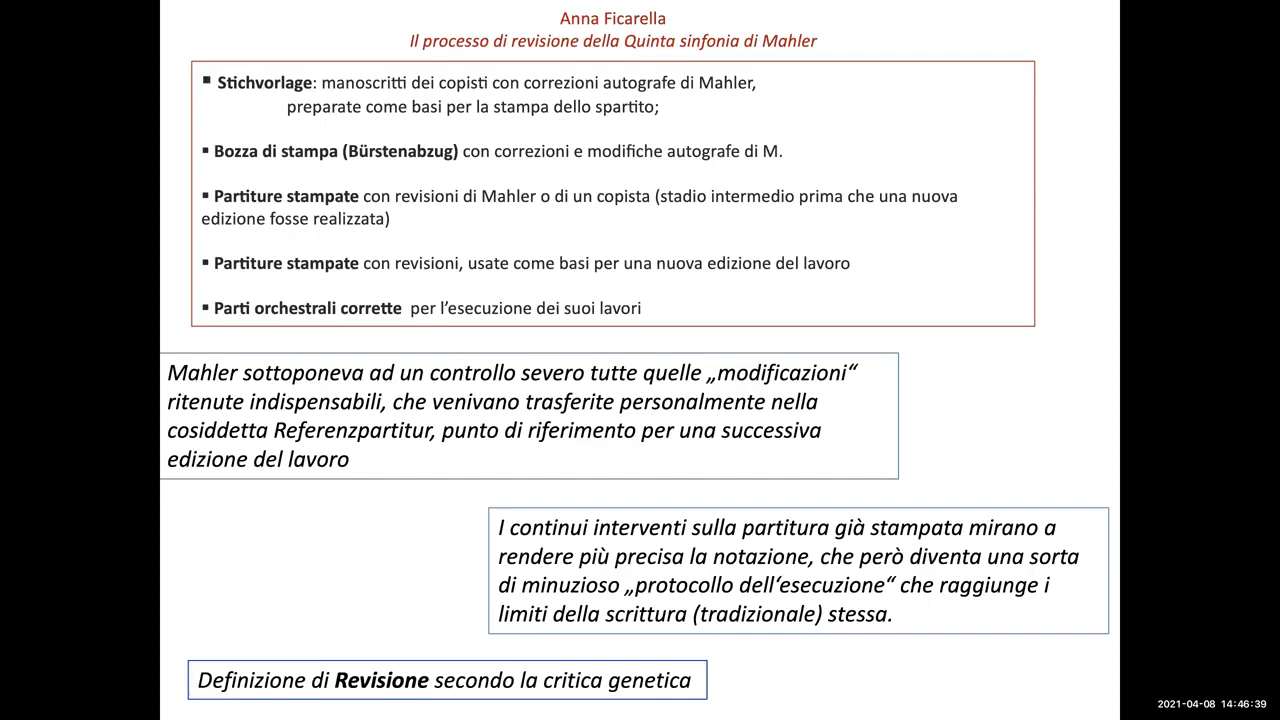 Anna Ficarella
Il processo di revisione della Quinta sinfonia di Mahler
▪ Stichvorlage: manoscritti dei copisti con correzioni autografe di Mahler,
preparate come basi per la stampa dello spartito;
▪ Bozza di stampa (Bürstenabzug) con correzioni e modifiche autografe di M.
▪ Partiture stampate con revisioni di Mahler o di un copista (stadio intermedio prima che una nuova
edizione fosse realizzata)
▪ Partiture stampate con revisioni, usate come basi per una nuova edizione del lavoro
▪ Parti orchestrali corrette per l’esecuzione dei suoi lavori
Mahler sottoponeva ad un controllo severo tutte quelle „modificazioni“
ritenute indispensabili, che venivano trasferite personalmente nella
cosiddetta Referenzpartitur, punto di riferimento per una successiva
edizione del lavoro
I continui interventi sulla partitura già stampata mirano a
rendere più precisa la notazione, che però diventa una sorta
di minuzioso „protocollo dell‘esecuzione“ che raggiunge i
limiti della scrittura (tradizionale) stessa.
Definizione di Revisione secondo la critica genetica
2021-04-08 14:46:39